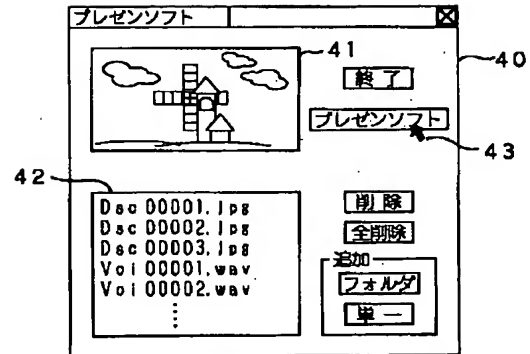 プレゼンソフト
41
40
終了
プレゼンソフト
43
42
Dsc00001.jpg
Dsc00002.jpg
Dsc00003.jpg
Voi00001.wav
Voi00002.wav
⋮
削除
全削除
追加
フォルダ
単一